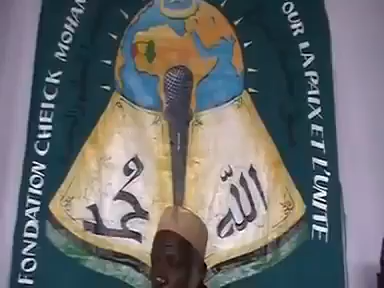 FONDATION CHEICK MOHAM
OUR LA PAIX ET L'UNITE
الله
محمد